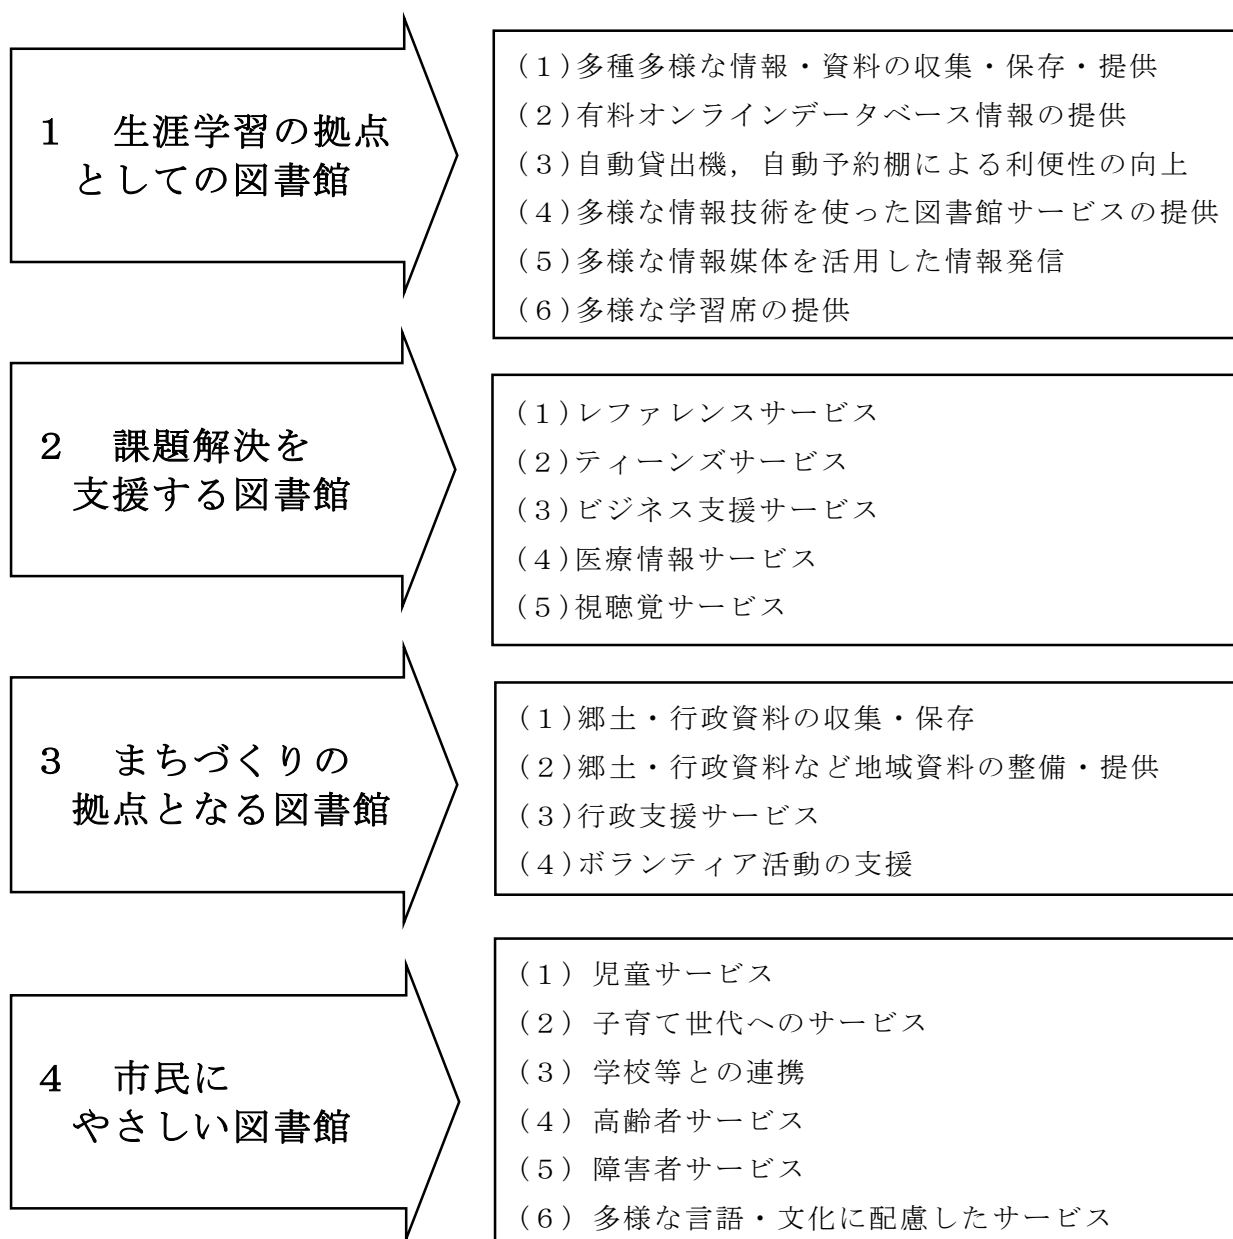 １　生涯学習の拠点
としての図書館
(１)多種多様な情報・資料の収集・保存・提供
(２)有料オンラインデータベース情報の提供
(３)自動貸出機，自動予約棚による利便性の向上
(４)多様な情報技術を使った図書館サービスの提供
(５)多様な情報媒体を活用した情報発信
(６)多様な学習席の提供
２　課題解決を
支援する図書館
(１)レファレンスサービス
(２)ティーンズサービス
(３)ビジネス支援サービス
(４)医療情報サービス
(５)視聴覚サービス
３　まちづくりの
拠点となる図書館
(１)郷土・行政資料の収集・保存
(２)郷土・行政資料など地域資料の整備・提供
(３)行政支援サービス
(４)ボランティア活動の支援
４　市民に
やさしい図書館
(１) 児童サービス
(２) 子育て世代へのサービス
(３) 学校等との連携
(４) 高齢者サービス
(５) 障害者サービス
(６) 多様な言語・文化に配慮したサービス